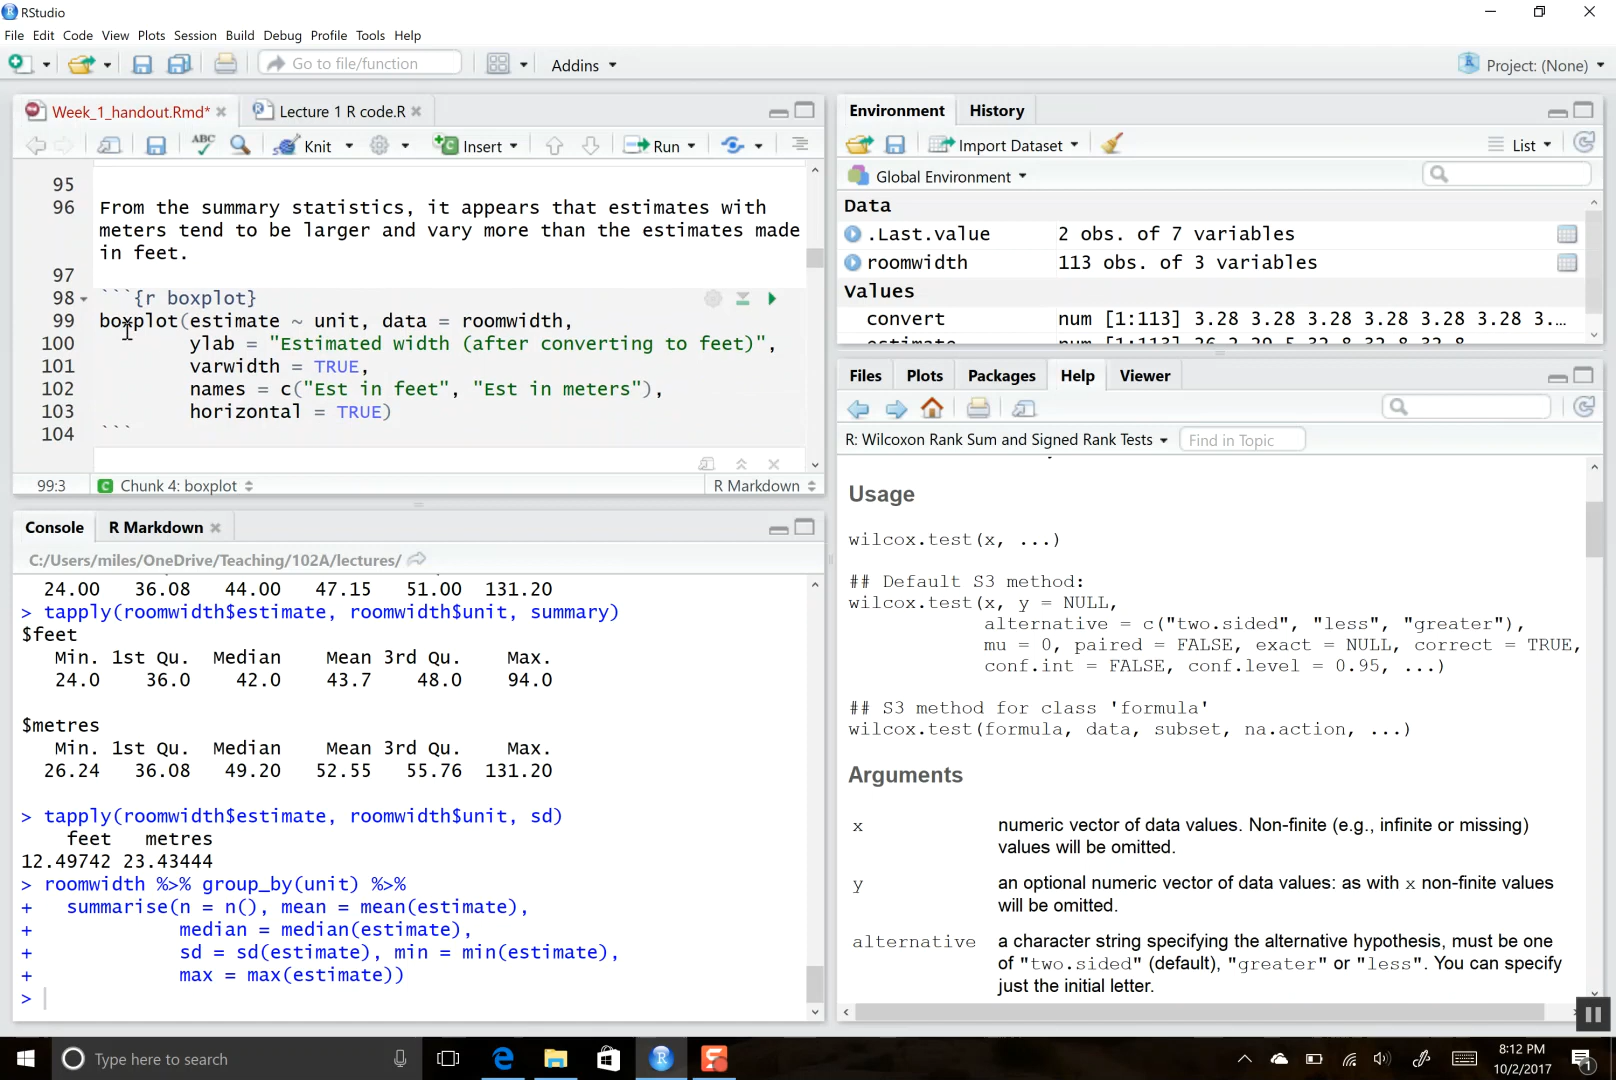 RStudio
File Edit Code View Plots Session Build Debug Profile Tools Help
Go to file/function
Addins
Project: (None)
Week_1_handout.Rmd*
Lecture 1 R code.R
ABC Knit Insert Run
95
96 From the summary statistics, it appears that estimates with
meters tend to be larger and vary more than the estimates made
in feet.
97
98 ```{r boxplot}
99 boxplot(estimate ~ unit, data = roomwidth,
100 ylab = "Estimated width (after converting to feet)",
101 varwidth = TRUE,
102 names = c("Est in feet", "Est in meters"),
103 horizontal = TRUE)
104 ```
99:3 Chunk 4: boxplot R Markdown
Console R Markdown
C:/Users/miles/OneDrive/Teaching/102A/lectures/
24.00 36.08 44.00 47.15 51.00 131.20
> tapply(roomwidth$estimate, roomwidth$unit, summary)
$feet
Min. 1st Qu. Median Mean 3rd Qu. Max.
24.0 36.0 42.0 43.7 48.0 94.0
$metres
Min. 1st Qu. Median Mean 3rd Qu. Max.
26.24 36.08 49.20 52.55 55.76 131.20
> tapply(roomwidth$estimate, roomwidth$unit, sd)
feet metres
12.49742 23.43444
> roomwidth %>% group_by(unit) %>%
+ summarise(n = n(), mean = mean(estimate),
+ median = median(estimate),
+ sd = sd(estimate), min = min(estimate),
+ max = max(estimate))
>
Environment History
Import Dataset List
Global Environment
Data
.Last.value 2 obs. of 7 variables
roomwidth 113 obs. of 3 variables
Values
convert num [1:113] 3.28 3.28 3.28 3.28 3.28 3.28 3....
estimate num [1:113] 26.2 29.5 32.8 32.8 32.8
Files Plots Packages Help Viewer
R: Wilcoxon Rank Sum and Signed Rank Tests Find in Topic
Usage
wilcox.test(x, ...)
## Default S3 method:
wilcox.test(x, y = NULL,
alternative = c("two.sided", "less", "greater"),
mu = 0, paired = FALSE, exact = NULL, correct = TRUE,
conf.int = FALSE, conf.level = 0.95, ...)
## S3 method for class 'formula'
wilcox.test(formula, data, subset, na.action, ...)
Arguments
x numeric vector of data values. Non-finite (e.g., infinite or missing)
values will be omitted.
y an optional numeric vector of data values: as with x non-finite values
will be omitted.
alternative a character string specifying the alternative hypothesis, must be one
of "two.sided" (default), "greater" or "less". You can specify
just the initial letter.
Type here to search
8:12 PM
10/2/2017
1